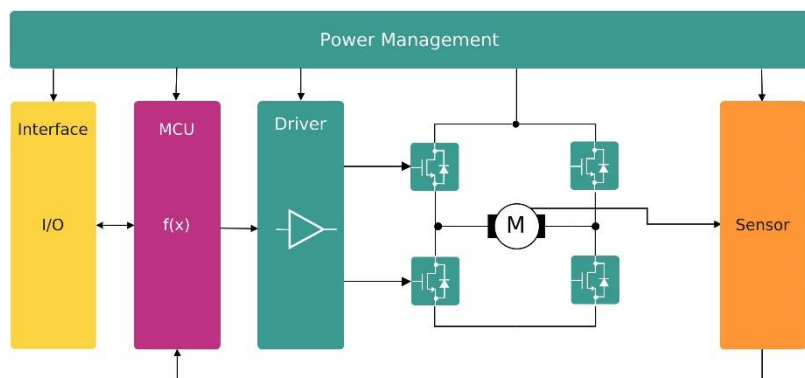 Power Management
Interface
MCU
Driver
I/O
f(x)
M
Sensor